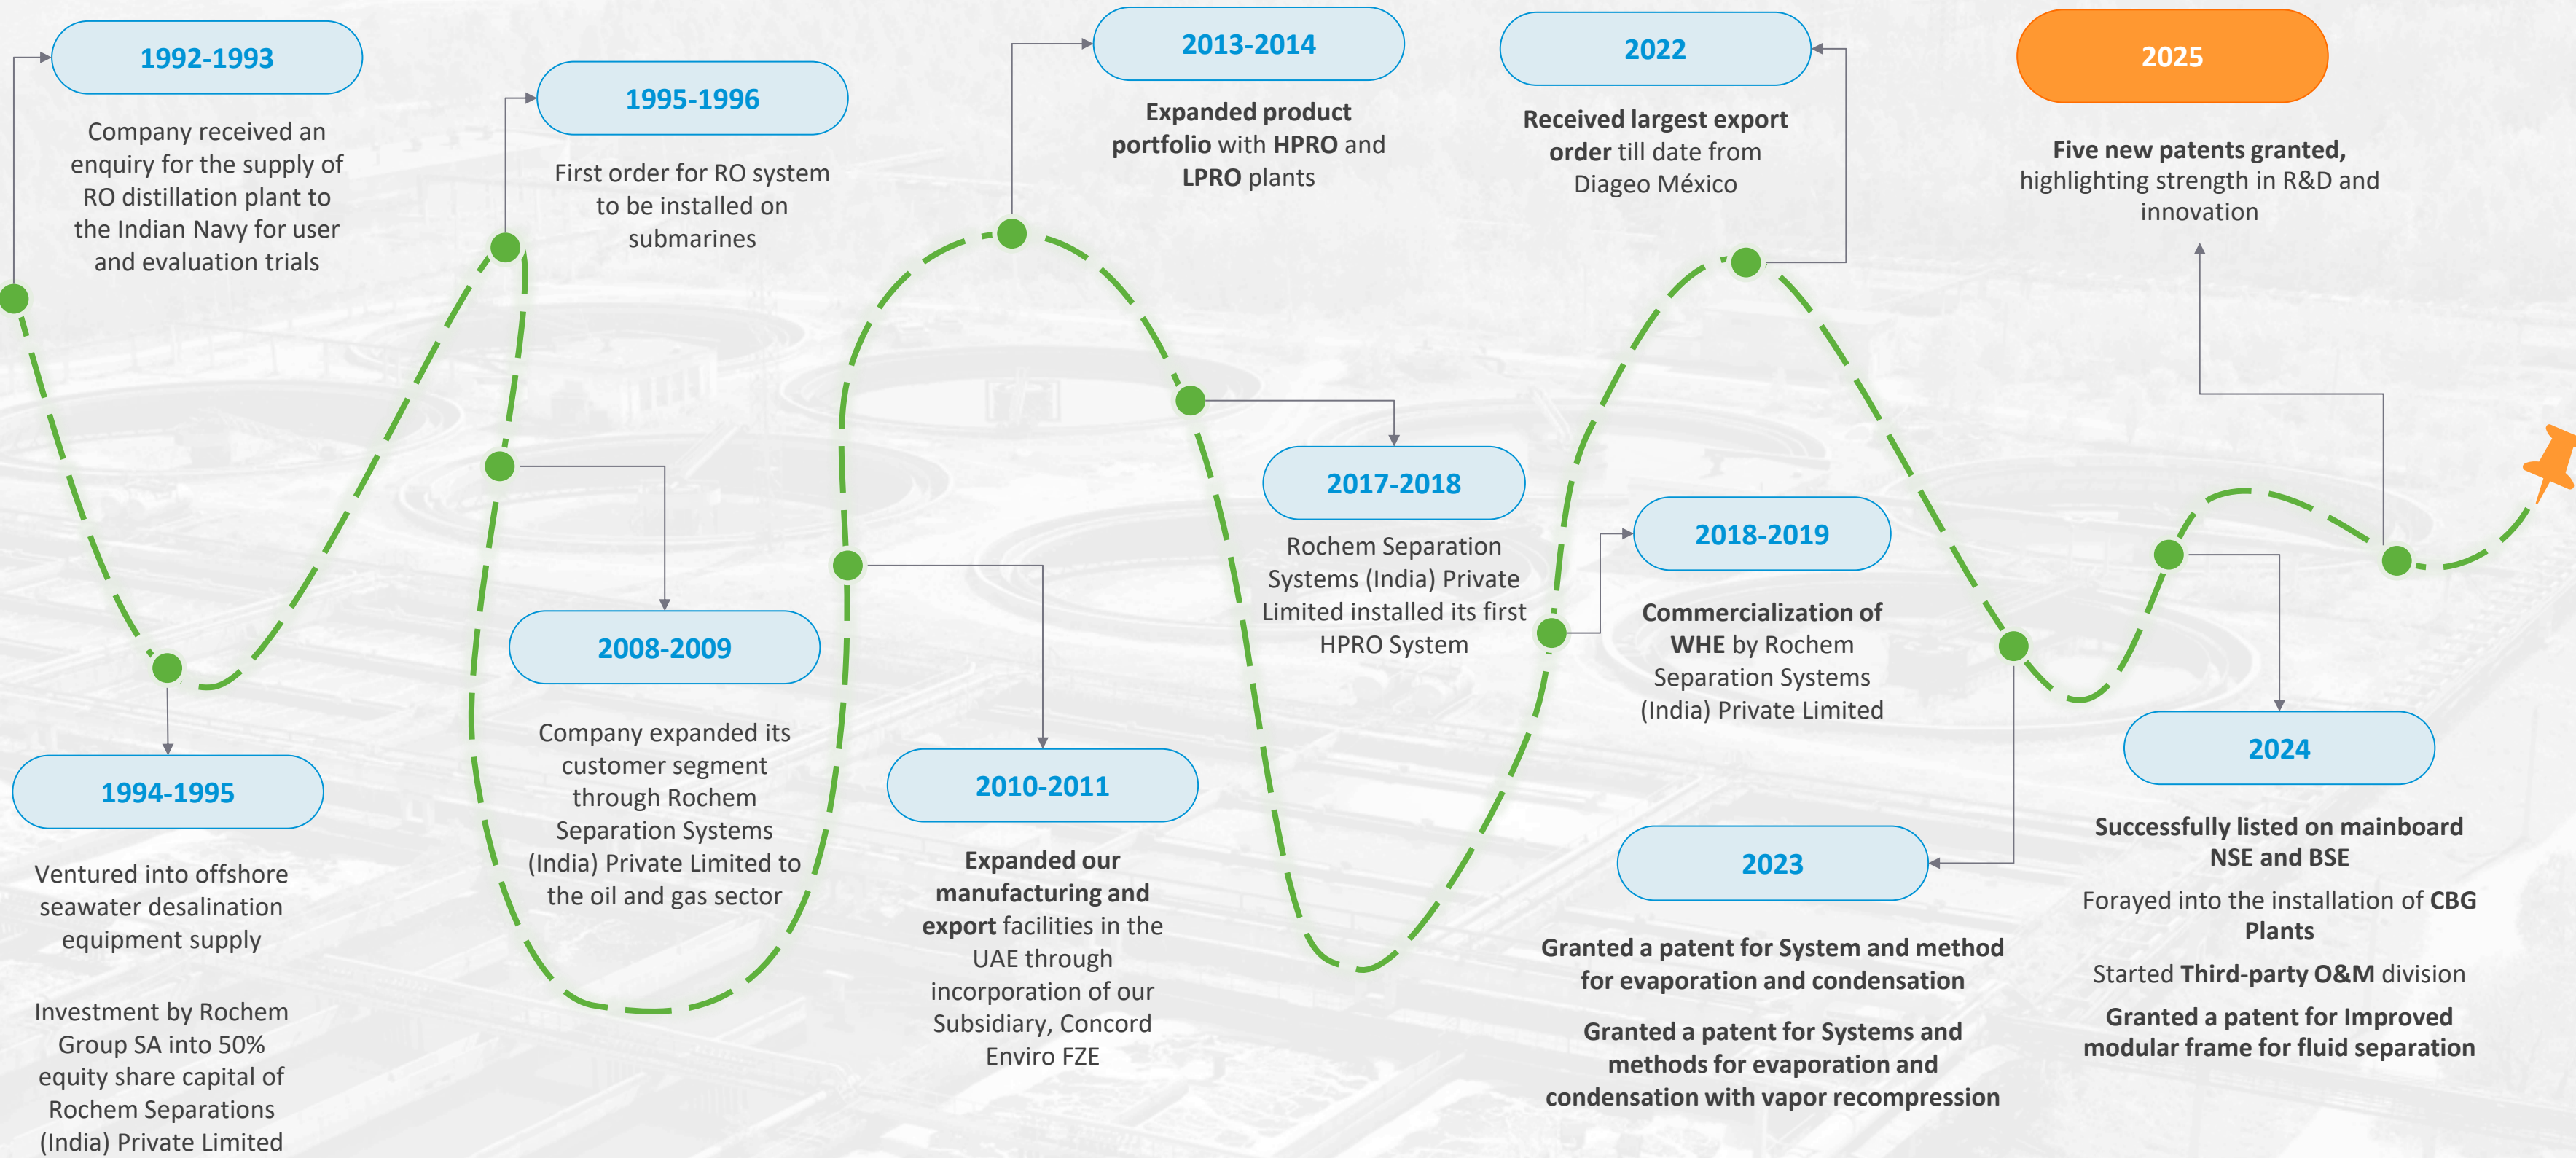 1992-1993
Company received an
enquiry for the supply of
RO distillation plant to
the Indian Navy for user
and evaluation trials
1994-1995
Ventured into offshore
seawater desalination
equipment supply
Investment by Rochem
Group SA into 50%
equity share capital of
Rochem Separations
(India) Private Limited
1995-1996
First order for RO system
to be installed on
submarines
2008-2009
Company expanded its
customer segment
through Rochem
Separation Systems
(India) Private Limited to
the oil and gas sector
2010-2011
Expanded our
manufacturing and
export facilities in the
UAE through
incorporation of our
Subsidiary, Concord
Enviro FZE
2013-2014
Expanded product
portfolio with HPRO and
LPRO plants
2017-2018
Rochem Separation
Systems (India) Private
Limited installed its first
HPRO System
2018-2019
Commercialization of
WHE by Rochem
Separation Systems
(India) Private Limited
2022
Received largest export
order till date from
Diageo México
2023
Granted a patent for System and method
for evaporation and condensation
Granted a patent for Systems and
methods for evaporation and
condensation with vapor recompression
2024
Successfully listed on mainboard
NSE and BSE
Forayed into the installation of CBG
Plants
Started Third-party O&M division
Granted a patent for Improved
modular frame for fluid separation
2025
Five new patents granted,
highlighting strength in R&D and
innovation